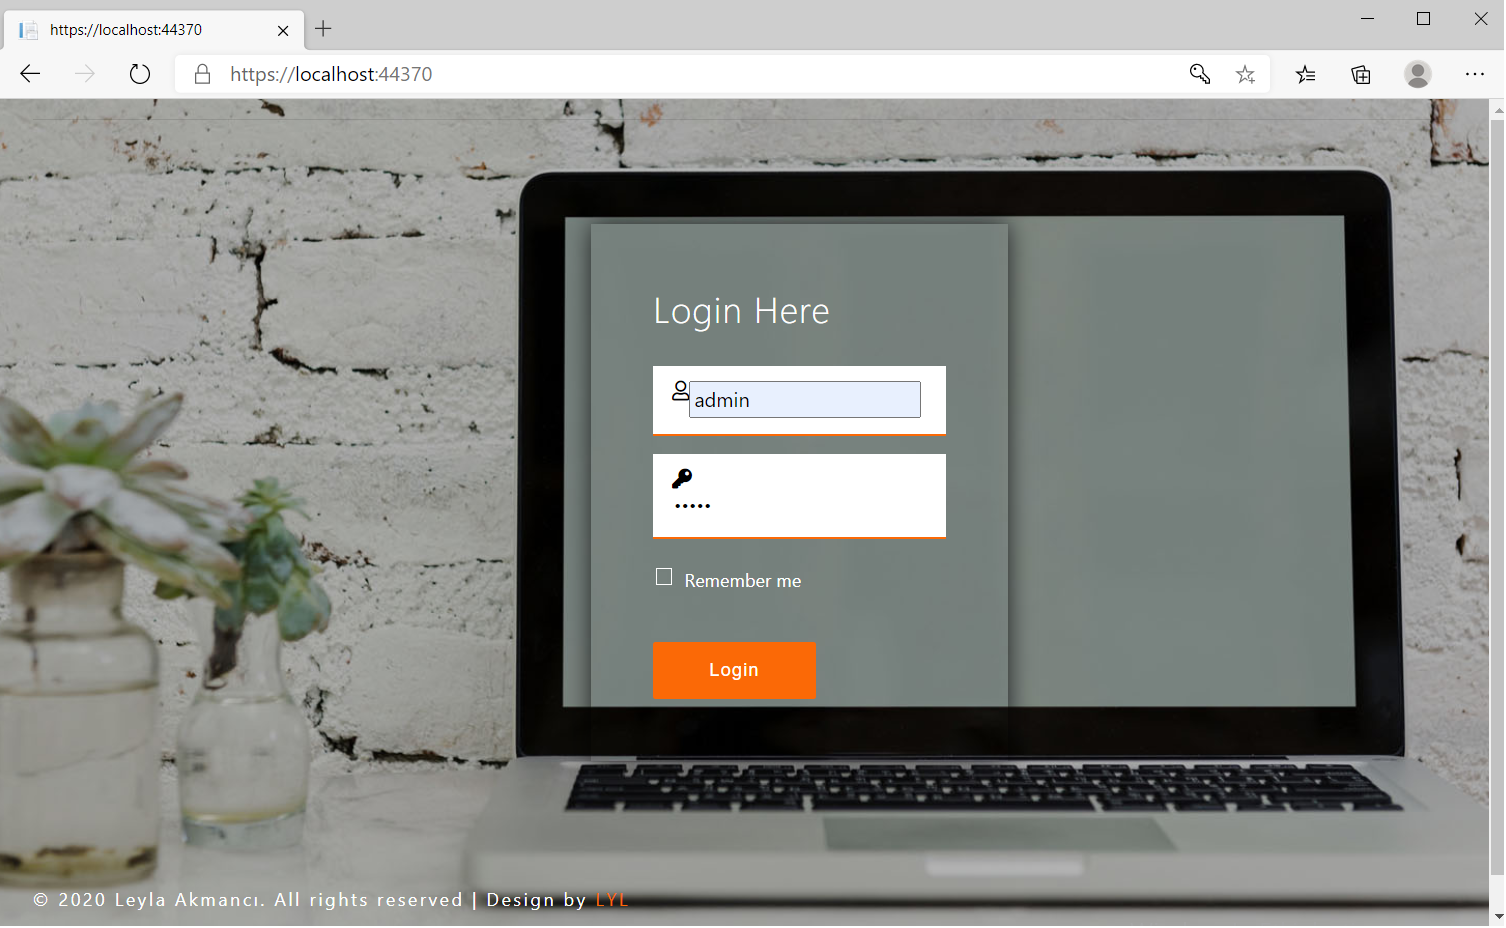 https://localhost:44370
https://localhost:44370
Login Here
admin
•••••
Remember me
Login
© 2020 Leyla Akmancı. All rights reserved | Design by LYL